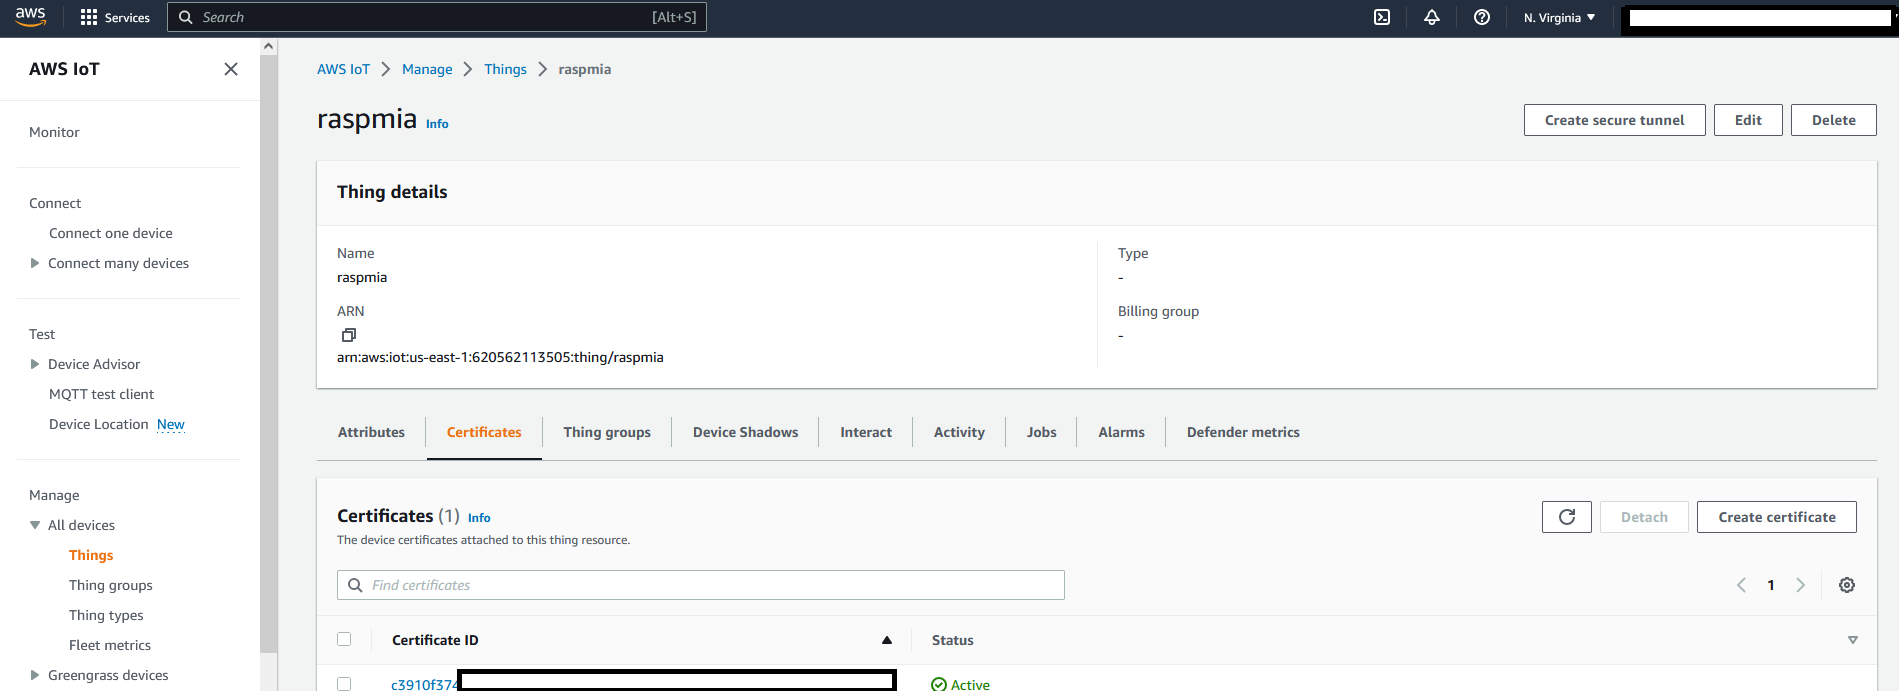 aws Services Search [Alt+S] N. Virginia
AWS IoT
Monitor
Connect
Connect one device
Connect many devices
Test
Device Advisor
MQTT test client
Device Location New
Manage
All devices
Things
Thing groups
Thing types
Fleet metrics
Greengrass devices
AWS IoT Manage Things raspmia
raspmia Info
Create secure tunnel Edit Delete
Thing details
Name
raspmia
ARN
arn:aws:iot:us-east-1:620562113505:thing/raspmia
Type
-
Billing group
-
Attributes Certificates Thing groups Device Shadows Interact Activity Jobs Alarms Defender metrics
Certificates (1) Info
The device certificates attached to this thing resource.
Detach Create certificate
Find certificates
1
Certificate ID Status
c3910f374 Active